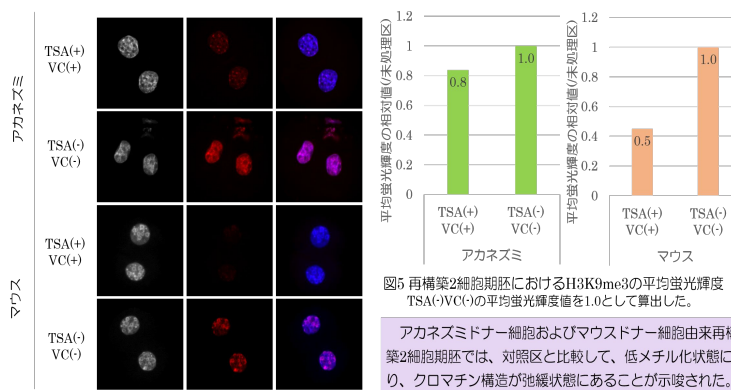 アカネズミ
TSA(+)
VC(+)
TSA(-)
VC(-)
マウス
TSA(+)
VC(+)
TSA(-)
VC(-)
平均蛍光輝度の相対値(/未処理区)
1.2
1
0.8
0.6
0.4
0.2
0
0.8
1.0
TSA(+)
VC(+)
TSA(-)
VC(-)
アカネズミ
平均蛍光輝度の相対値(/未処理区)
1.2
1
0.8
0.6
0.4
0.2
0
0.5
1.0
TSA(+)
VC(+)
TSA(-)
VC(-)
マウス
図5 再構築2細胞期胚におけるH3K9me3の平均蛍光輝度
TSA(-)VC(-)の平均蛍光輝度値を1.0として算出した。
アカネズミドナー細胞およびマウスドナー細胞由来再構
築2細胞期胚では、対照区と比較して、低メチル化状態に
り、クロマチン構造が弛緩状態にあることが示唆された。